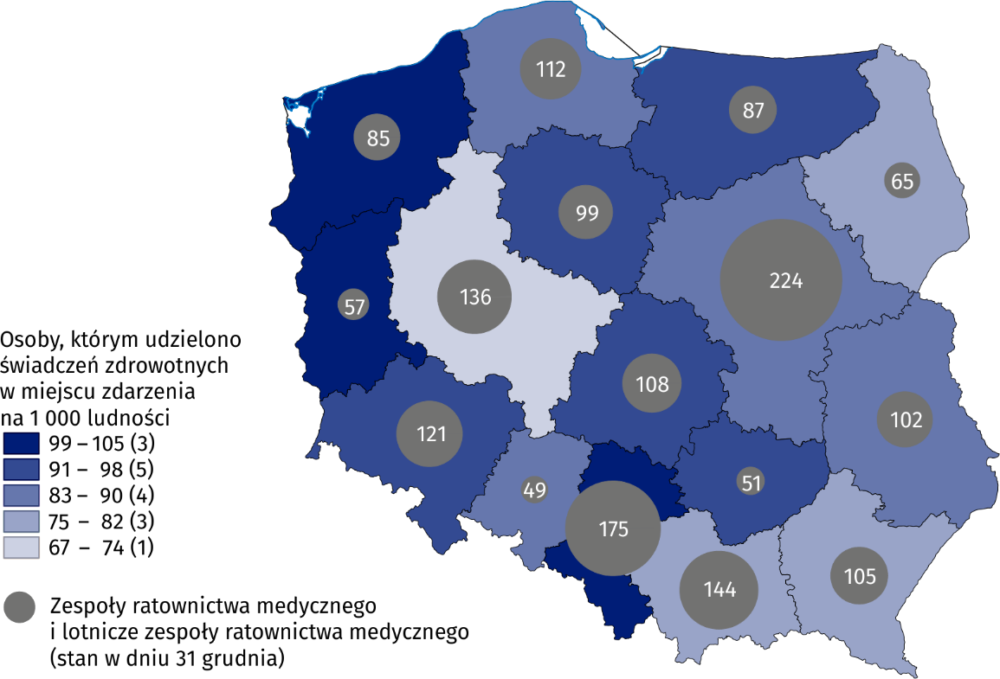 112
87
85
65
99
224
136
57
108
102
121
49
51
175
144
105
Osoby, którym udzielono
świadczeń zdrowotnych
w miejscu zdarzenia
na 1 000 ludności
99 – 105 (3)
91 – 98 (5)
83 – 90 (4)
75 – 82 (3)
67 – 74 (1)
Zespoły ratownictwa medycznego
i lotnicze zespoły ratownictwa medycznego
(stan w dniu 31 grudnia)